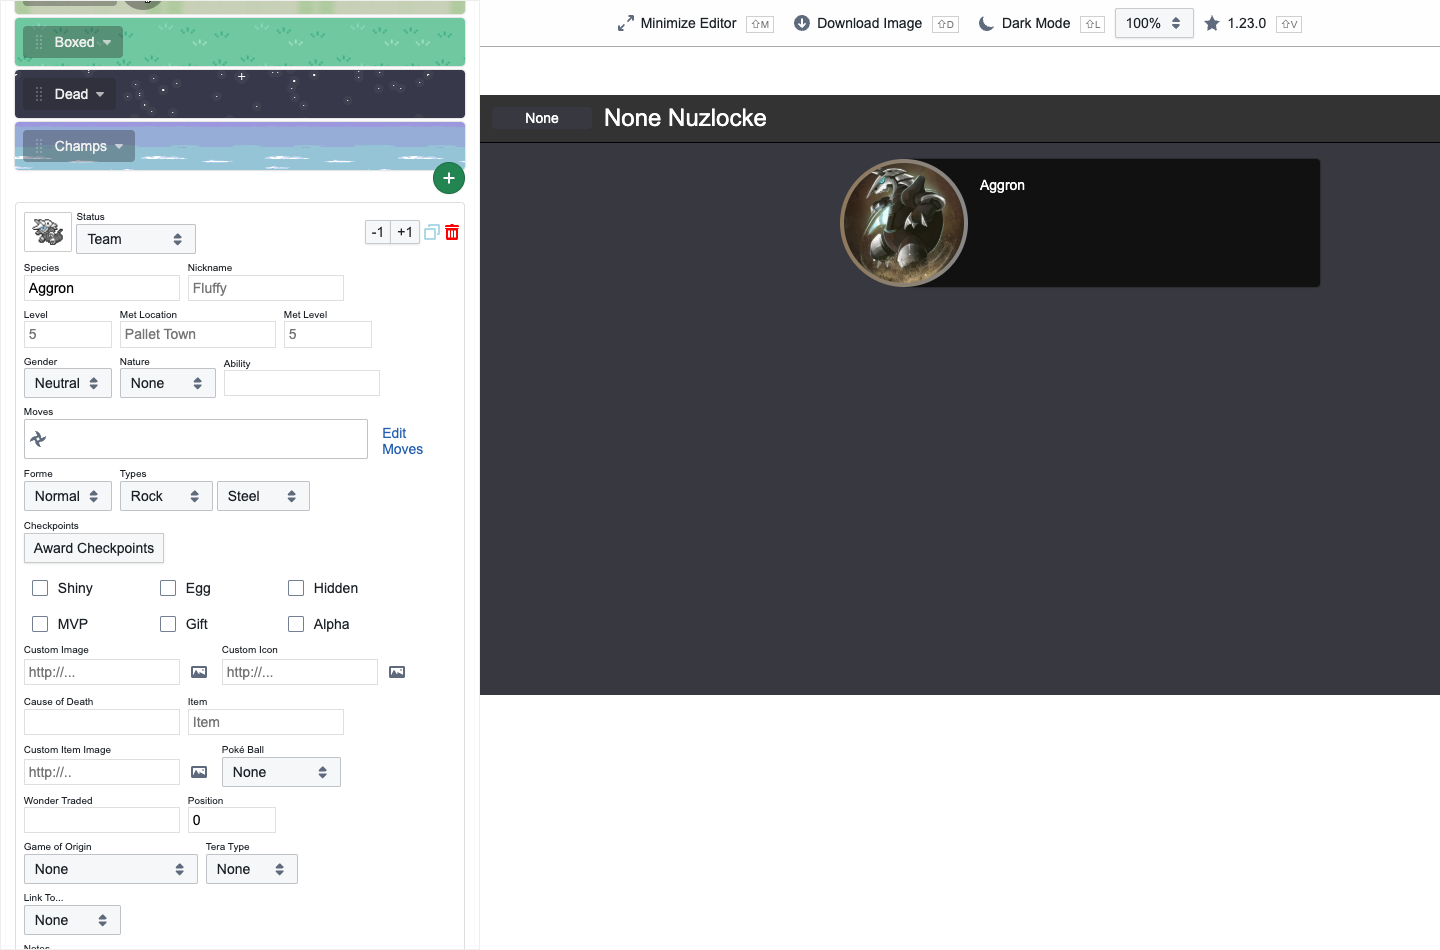 Minimize Editor ⇧M
Download Image ⇧D
Dark Mode ⇧L
100%
1.23.0 ⇧V
Boxed
Dead
Champs
+
Status
Team
-1 +1
Species
Aggron
Nickname
Fluffy
Level
5
Met Location
Pallet Town
Met Level
5
Gender
Neutral
Nature
None
Ability
Moves
Edit
Moves
Forme
Normal
Types
Rock Steel
Checkpoints
Award Checkpoints
Shiny Egg Hidden
MVP Gift Alpha
Custom Image
http://...
Custom Icon
http://...
Cause of Death
Item
Item
Custom Item Image
http://..
Poké Ball
None
Wonder Traded
Position
0
Game of Origin
None
Tera Type
None
Link To...
None
Notes
None
None Nuzlocke
Aggron